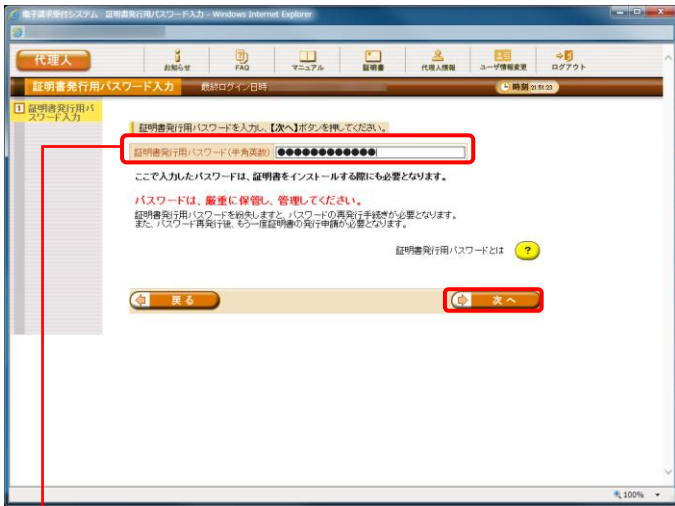 電子請求受付システム 証明書発行用パスワード入力 - Windows Internet Explorer
代理人
お知らせ
FAQ
マニュアル
証明書
代理人情報
ユーザ情報変更
ログアウト
証明書発行用パスワード入力 最終ログイン日時 時刻 21:51:23
1 証明書発行用パ
スワード入力
証明書発行用パスワードを入力し、【次へ】ボタンを押してください。
証明書発行用パスワード(半角英数) ●●●●●●●●●●●●
ここで入力したパスワードは、証明書をインストールする際にも必要となります。
パスワードは、厳重に保管し、管理してください。
証明書発行用パスワードを紛失しますと、パスワードの再発行手続きが必要となります。
また、パスワード再発行後、もう一度証明書の発行申請が必要となります。
証明書発行用パスワードとは ?
戻る
次へ
100%